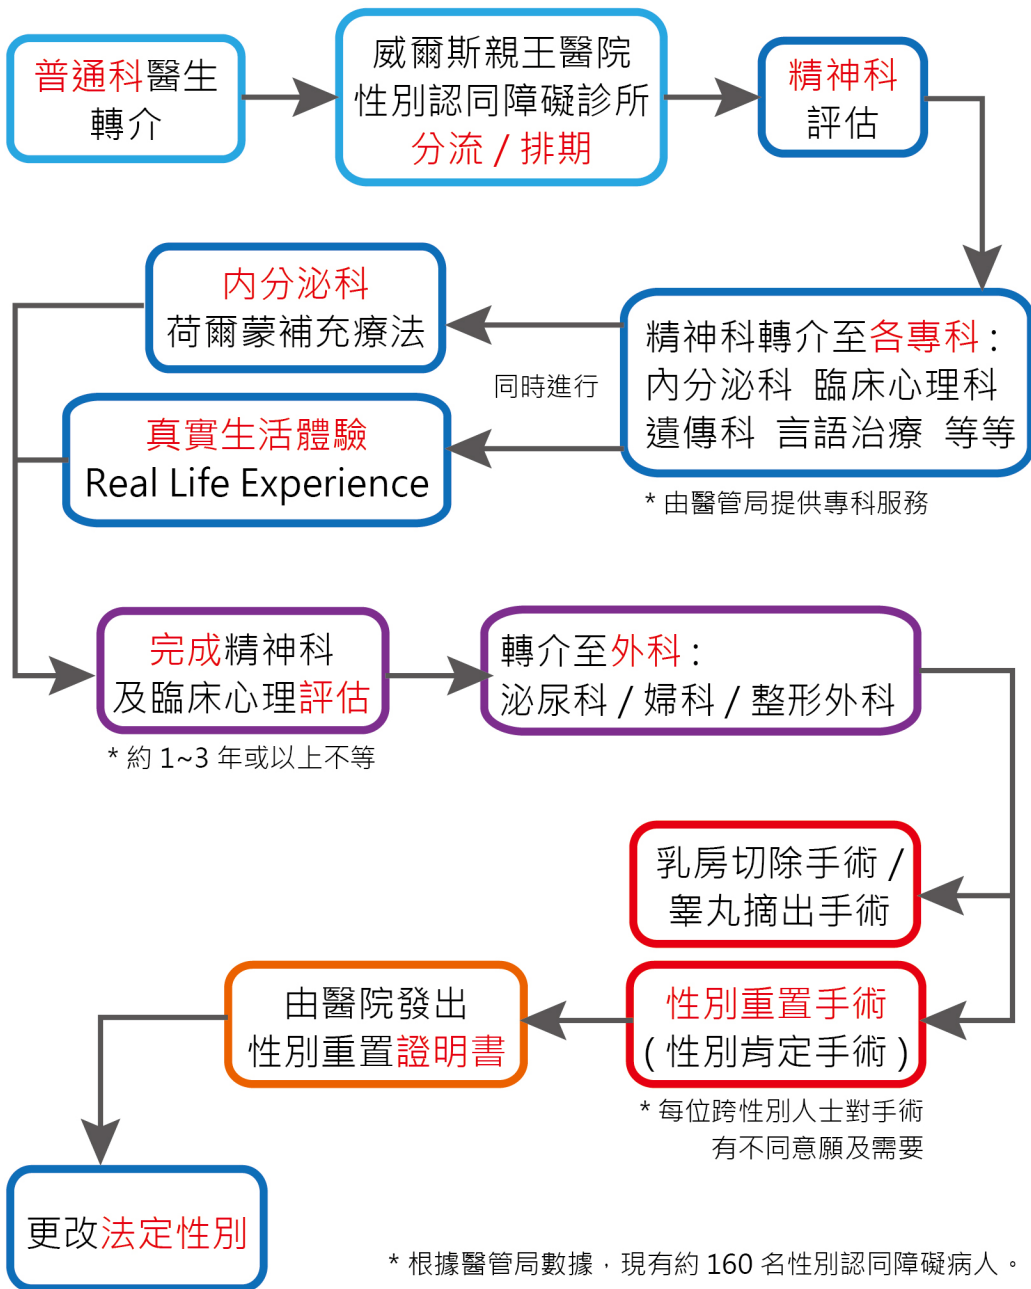 普通科醫生
轉介
威爾斯親王醫院
性別認同障礙診所
分流 / 排期
精神科
評估
精神科轉介至各專科：
內分泌科 臨床心理科
遺傳科 言語治療 等等
* 由醫管局提供專科服務
同時進行
内分泌科
荷爾蒙補充療法
真實生活體驗
Real Life Experience
完成精神科
及臨床心理評估
* 約 1~3 年或以上不等
轉介至外科：
泌尿科 / 婦科 / 整形外科
乳房切除手術 /
睾丸摘出手術
性別重置手術
( 性別肯定手術 )
* 每位跨性別人士對手術
有不同意願及需要
由醫院發出
性別重置證明書
更改法定性別
* 根據醫管局數據，現有約 160 名性別認同障礙病人。